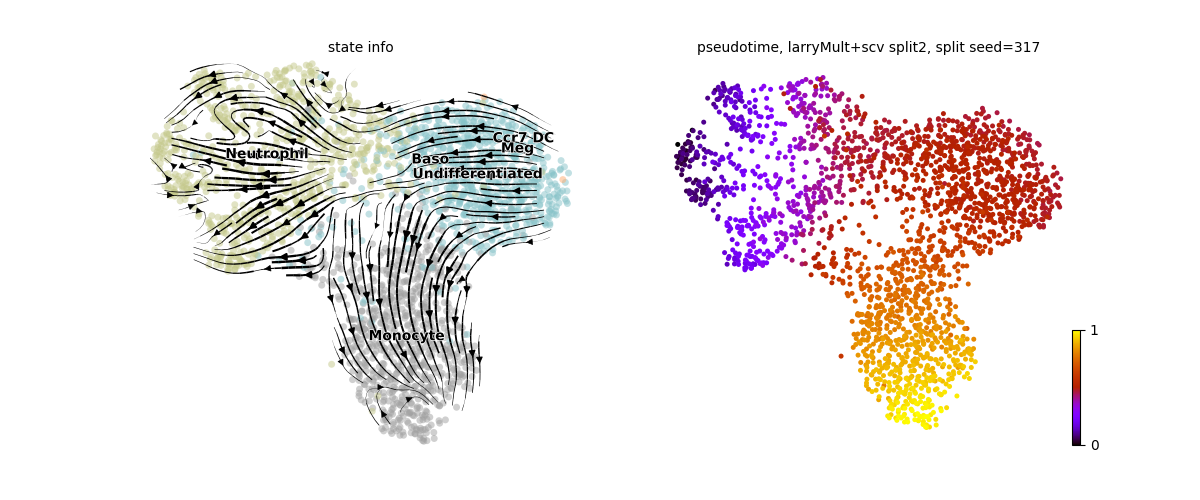 state info
Neutrophil
Ccr7 DC
Meg
Baso
Undifferentiated
Monocyte
pseudotime, larryMult+scv split2, split seed=317
1
0